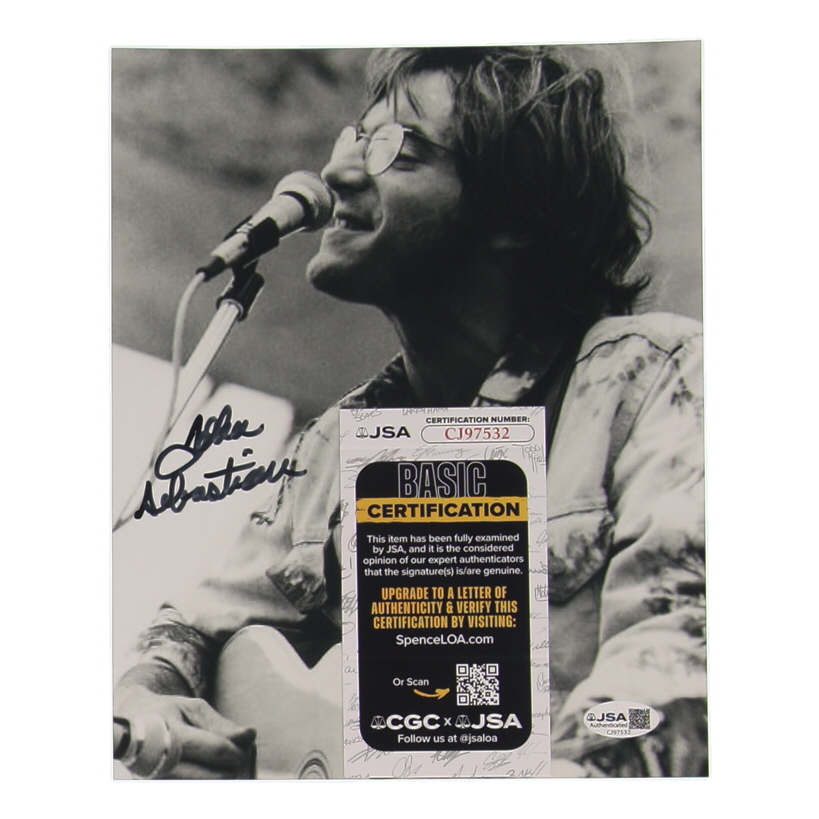 John
Sebastian
JSA
CERTIFICATION NUMBER:
CJ97532
BASIC
CERTIFICATION
This item has been fully examined
by JSA, and it is the considered
opinion of our expert authenticators
that the signature(s) is/are genuine.
UPGRADE TO A LETTER OF
AUTHENTICITY & VERIFY THIS
CERTIFICATION BY VISITING:
SpenceLOA.com
Or Scan
CGC x JSA
Follow us at @jsaloa
JSA
Authenticated
CJ97532